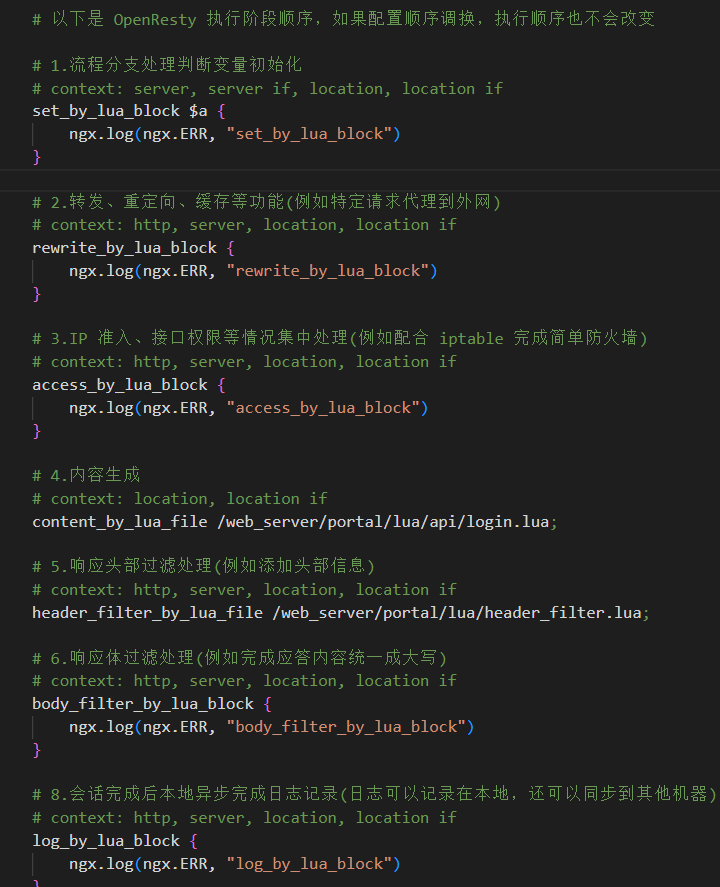 # 以下是 OpenResty 执行阶段顺序，如果配置顺序调换，执行顺序也不会改变
# 1.流程分支处理判断变量初始化
# context: server, server if, location, location if
set_by_lua_block $a {
ngx.log(ngx.ERR, "set_by_lua_block")
}
# 2.转发、重定向、缓存等功能(例如特定请求代理到外网)
# context: http, server, location, location if
rewrite_by_lua_block {
ngx.log(ngx.ERR, "rewrite_by_lua_block")
}
# 3.IP 准入、接口权限等情况集中处理(例如配合 iptable 完成简单防火墙)
# context: http, server, location, location if
access_by_lua_block {
ngx.log(ngx.ERR, "access_by_lua_block")
}
# 4.内容生成
# context: location, location if
content_by_lua_file /web_server/portal/lua/api/login.lua;
# 5.响应头部过滤处理(例如添加头部信息)
# context: http, server, location, location if
header_filter_by_lua_file /web_server/portal/lua/header_filter.lua;
# 6.响应体过滤处理(例如完成应答内容统一成大写)
# context: http, server, location, location if
body_filter_by_lua_block {
ngx.log(ngx.ERR, "body_filter_by_lua_block")
}
# 8.会话完成后本地异步完成日志记录(日志可以记录在本地，还可以同步到其他机器)
# context: http, server, location, location if
log_by_lua_block {
ngx.log(ngx.ERR, "log_by_lua_block")
}